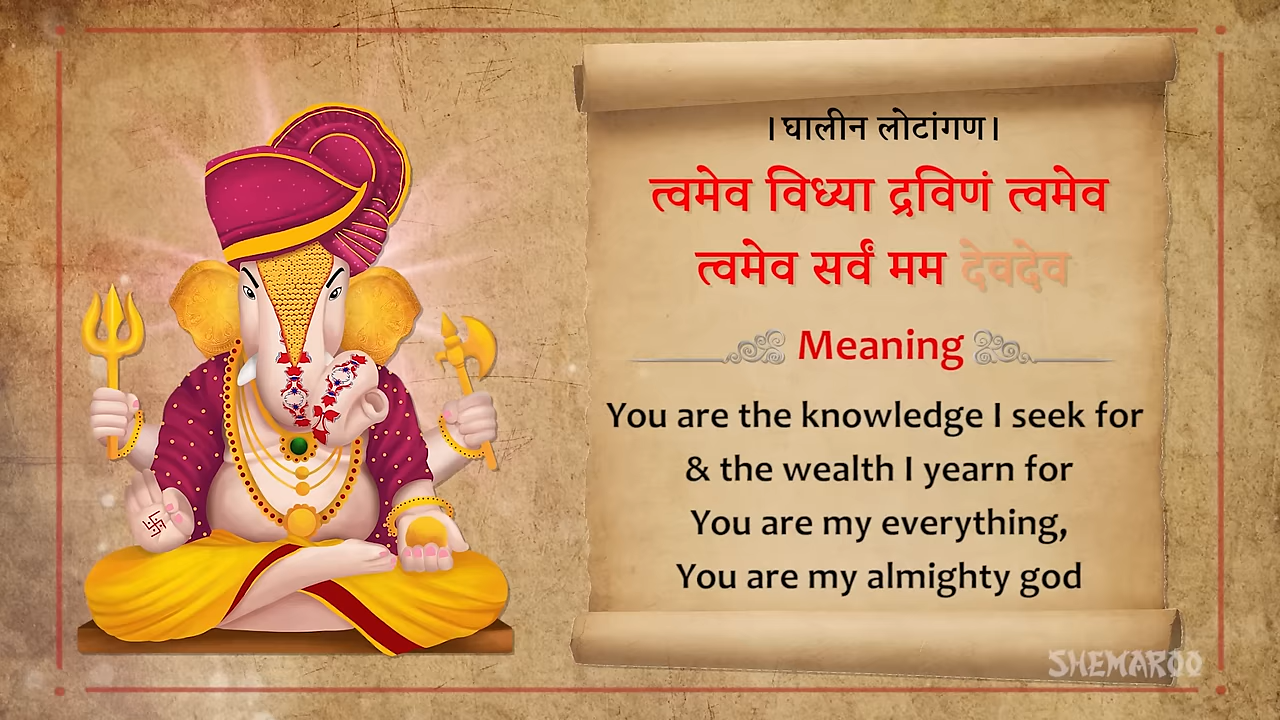 । घालीन लोटांगण।
त्वमेव विध्या द्रविणं त्वमेव
त्वमेव सर्वं मम देवदेव
Meaning
You are the knowledge I seek for
& the wealth I yearn for
You are my everything,
You are my almighty god
SHEMAROO